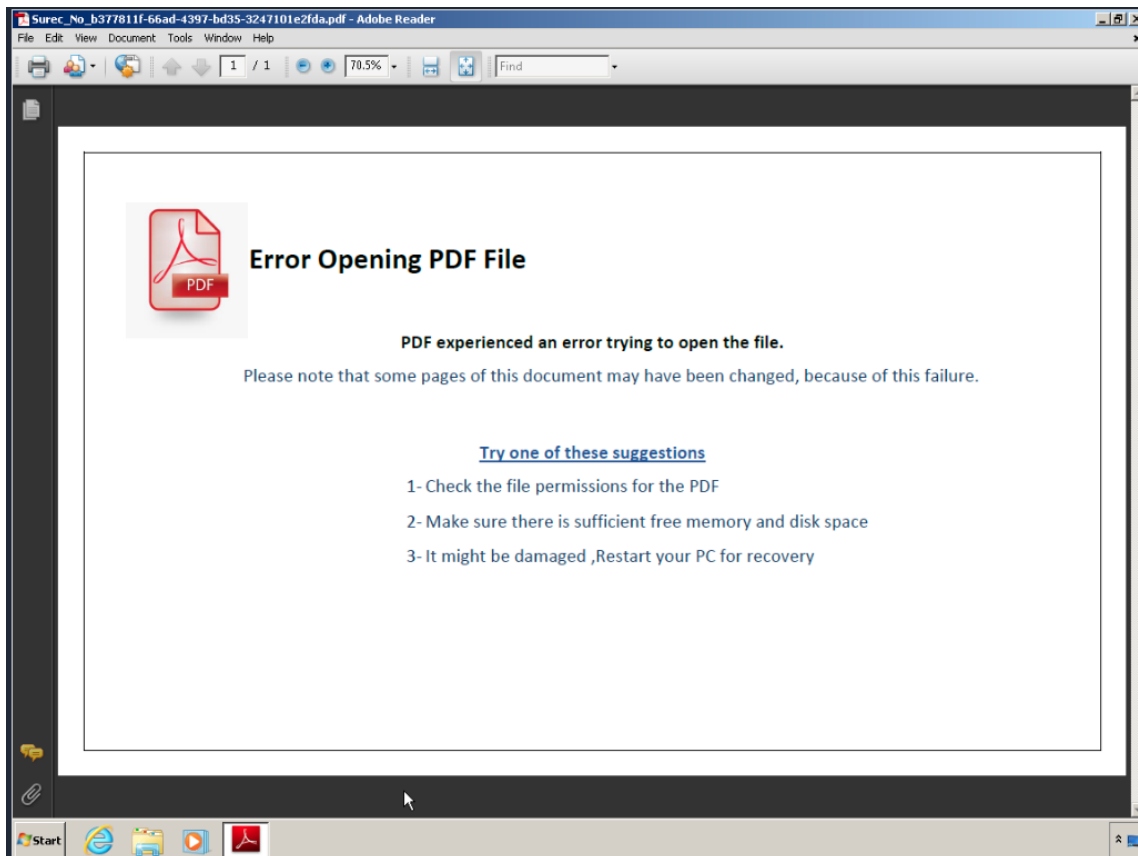 Surec_No_b377811f-66ad-4397-bd35-3247101e2fda.pdf - Adobe Reader
File Edit View Document Tools Window Help
1 / 1 70.5% Find
PDF
Error Opening PDF File
PDF experienced an error trying to open the file.
Please note that some pages of this document may have been changed, because of this failure.
Try one of these suggestions
1- Check the file permissions for the PDF
2- Make sure there is sufficient free memory and disk space
3- It might be damaged ,Restart your PC for recovery
Start